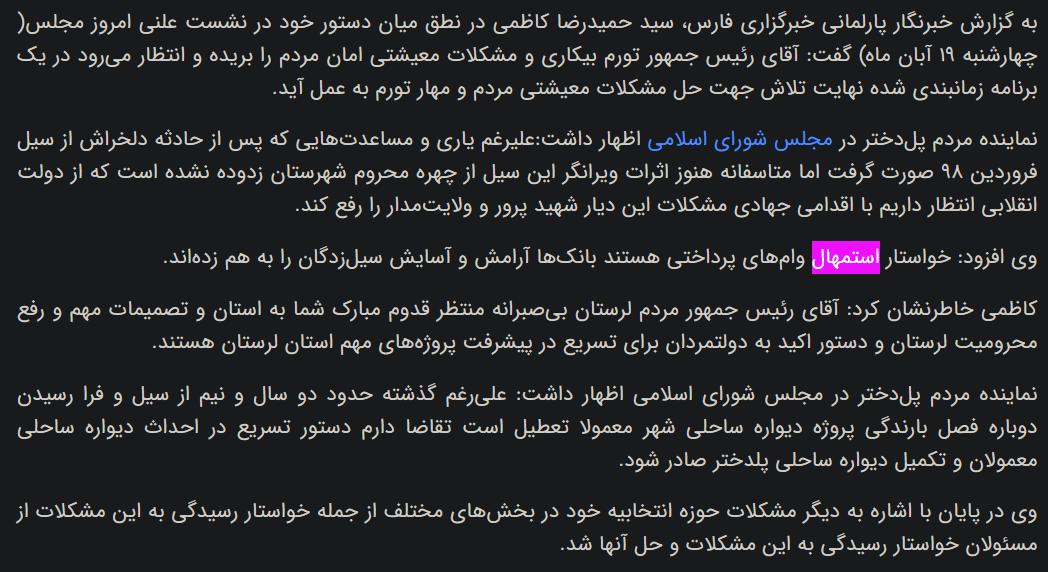 به گزارش خبرنگار پارلمانی خبرگزاری فارس، سید حمیدرضا کاظمی در نطق میان دستور خود در نشست علنی امروز مجلس(
چهارشنبه ۱۹ آبان ماه) گفت: آقای رئیس جمهور تورم بیکاری و مشکلات معیشتی امان مردم را بریده و انتظار می‌رود در یک
برنامه زمانبندی شده نهایت تلاش جهت حل مشکلات معیشتی مردم و مهار تورم به عمل آید.
نماینده مردم پل‌دختر در مجلس شورای اسلامی اظهار داشت:علیرغم یاری و مساعدت‌هایی که پس از حادثه دلخراش از سیل
فروردین ۹۸ صورت گرفت اما متاسفانه هنوز اثرات ویرانگر این سیل از چهره محروم شهرستان زدوده نشده است که از دولت
انقلابی انتظار داریم با اقدامی جهادی مشکلات این دیار شهید پرور و ولایت‌مدار را رفع کند.
وی افزود: خواستار استمهال وام‌های پرداختی هستند بانک‌ها آرامش و آسایش سیل‌زدگان را به هم زده‌اند.
کاظمی خاطرنشان کرد: آقای رئیس جمهور مردم لرستان بی‌صبرانه منتظر قدوم مبارک شما به استان و تصمیمات مهم و رفع
محرومیت لرستان و دستور اکید به دولتمردان برای تسریع در پیشرفت پروژه‌های مهم استان لرستان هستند.
نماینده مردم پل‌دختر در مجلس شورای اسلامی اظهار داشت: علی‌رغم گذشته حدود دو سال و نیم از سیل و فرا رسیدن
دوباره فصل بارندگی پروژه دیواره ساحلی شهر معمولا تعطیل است تقاضا دارم دستور تسریع در احداث دیواره ساحلی
معمولان و تکمیل دیواره ساحلی پلدختر صادر شود.
وی در پایان با اشاره به دیگر مشکلات حوزه انتخابیه خود در بخش‌های مختلف از جمله خواستار رسیدگی به این مشکلات از
مسئولان خواستار رسیدگی به این مشکلات و حل آنها شد.